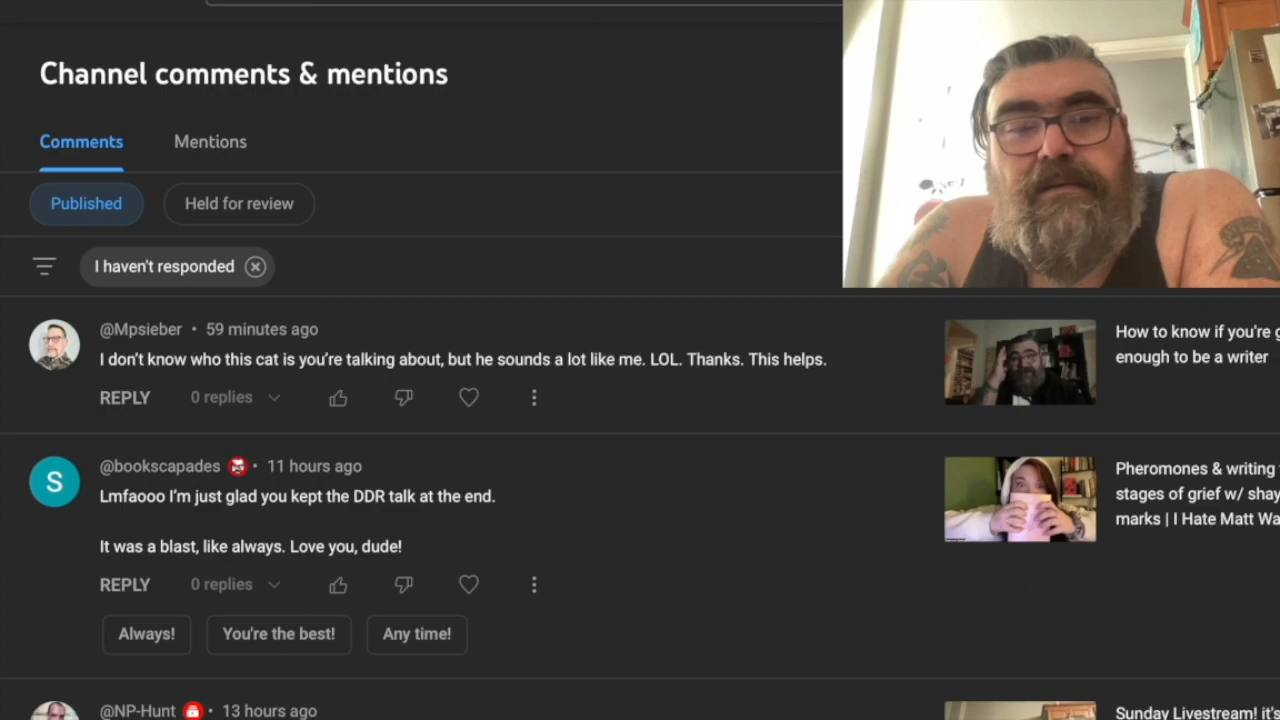 Channel comments & mentions
Comments
Mentions
Published
Held for review
I haven't responded
@Mpsieber • 59 minutes ago
I don't know who this cat is you're talking about, but he sounds a lot like me. LOL. Thanks. This helps.
REPLY
0 replies
How to know if you're g
enough to be a writer
@bookscapades • 11 hours ago
Lmfaooo I'm just glad you kept the DDR talk at the end.
It was a blast, like always. Love you, dude!
REPLY
0 replies
Always!
You're the best!
Any time!
Pheromones & writing
stages of grief w/ shay
marks | I Hate Matt Wa
S
@NP-Hunt • 13 hours ago
Sunday Livestream! it's